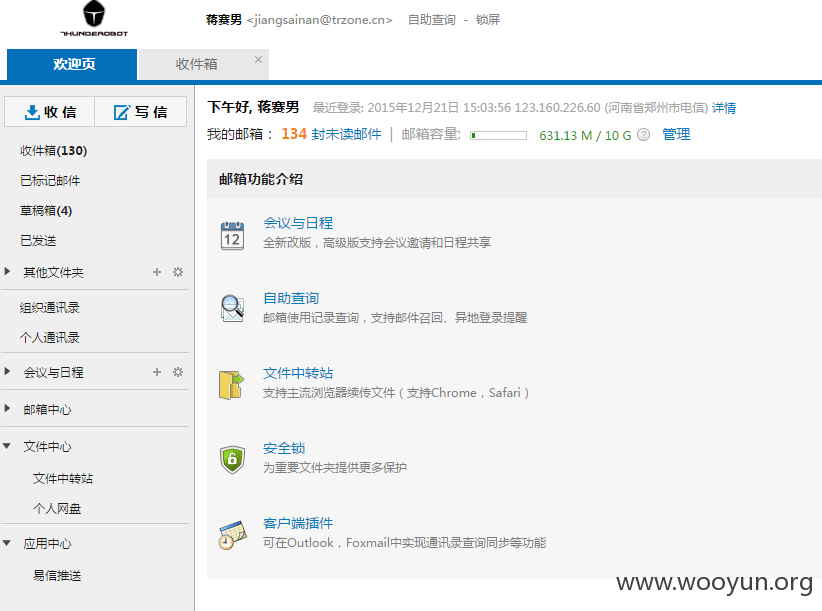 THUNDEROBOT
蒋赛男 <jiangsainan@trzone.cn> 自助查询 - 锁屏
欢迎页 收件箱 ×
收 信 写 信
收件箱(130)
已标记邮件
草稿箱(4)
已发送
其他文件夹 +
组织通讯录
个人通讯录
会议与日程 +
邮箱中心
文件中心
文件中转站
个人网盘
应用中心
易信推送
下午好, 蒋赛男 最近登录: 2015年12月21日 15:03:56 123.160.226.60 (河南省郑州市电信) 详情
我的邮箱： 134 封未读邮件 | 邮箱容量: 631.13 M / 10 G ? 管理
邮箱功能介绍
12
会议与日程
全新改版，高级版支持会议邀请和日程共享
自助查询
邮箱使用记录查询，支持邮件召回、异地登录提醒
文件中转站
支持主流浏览器续传文件（支持Chrome，Safari）
安全锁
为重要文件夹提供更多保护
客户端插件
可在Outlook，Foxmail中实现通讯录查询同步等功能
www.wooyun.org